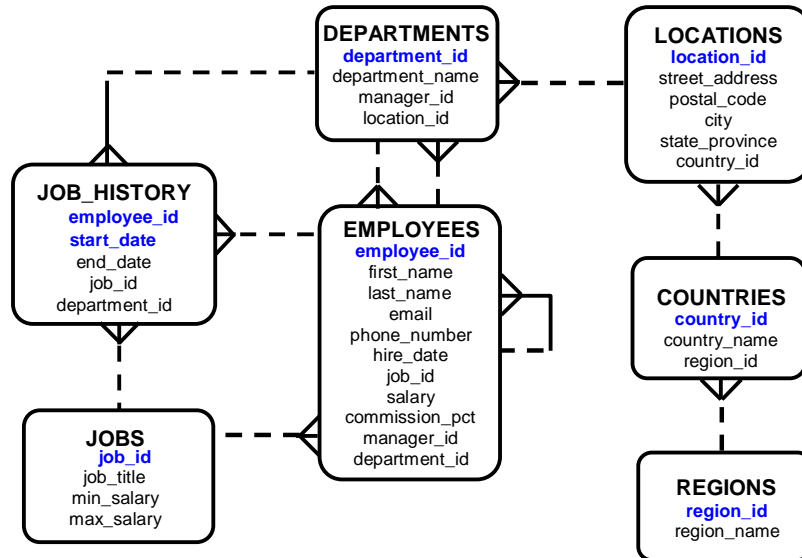 DEPARTMENTS
department_id
department_name
manager_id
location_id
LOCATIONS
location_id
street_address
postal_code
city
state_province
country_id
JOB_HISTORY
employee_id
start_date
end_date
job_id
department_id
EMPLOYEES
employee_id
first_name
last_name
email
phone_number
hire_date
job_id
salary
commission_pct
manager_id
department_id
COUNTRIES
country_id
country_name
region_id
JOBS
job_id
job_title
min_salary
max_salary
REGIONS
region_id
region_name